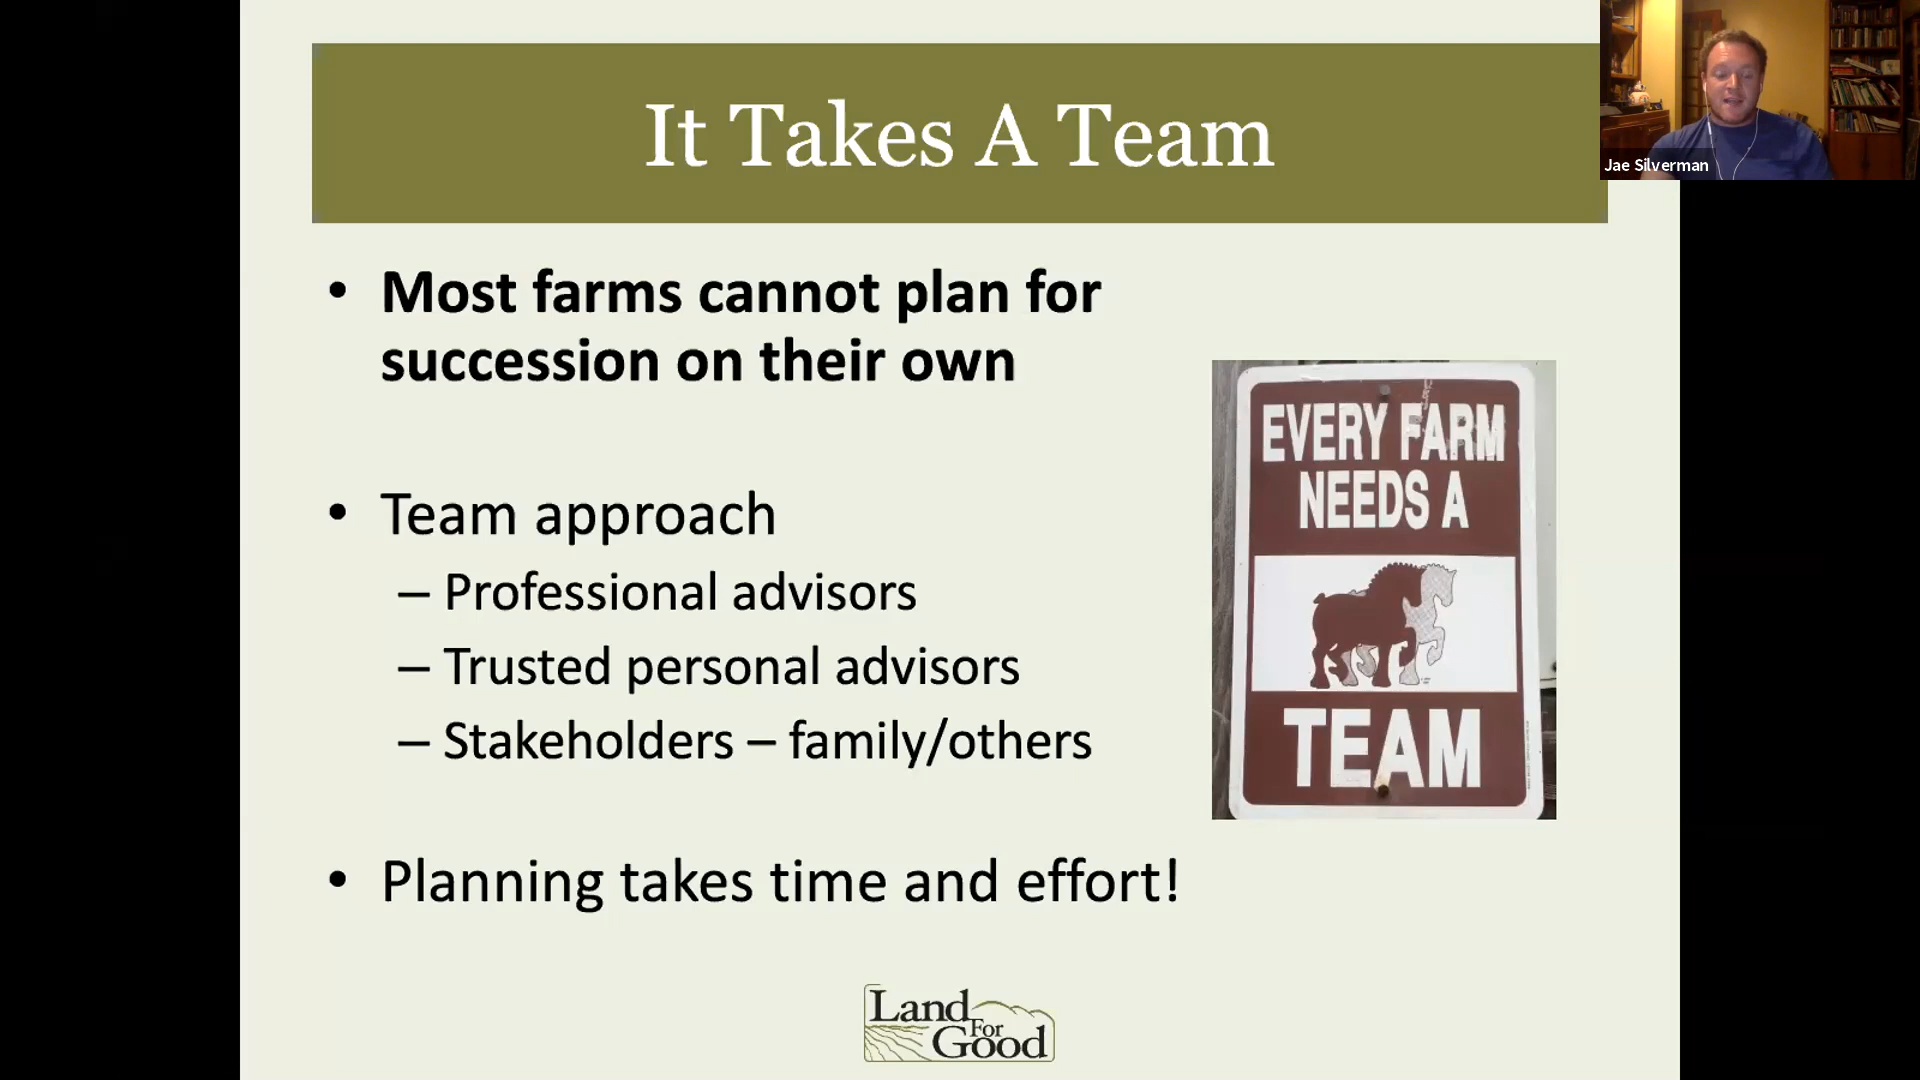 It Takes A Team
Jae Silverman
• Most farms cannot plan for
succession on their own
• Team approach
– Professional advisors
– Trusted personal advisors
– Stakeholders – family/others
• Planning takes time and effort!
EVERY FARM
NEEDS A
TEAM
Land
For
Good